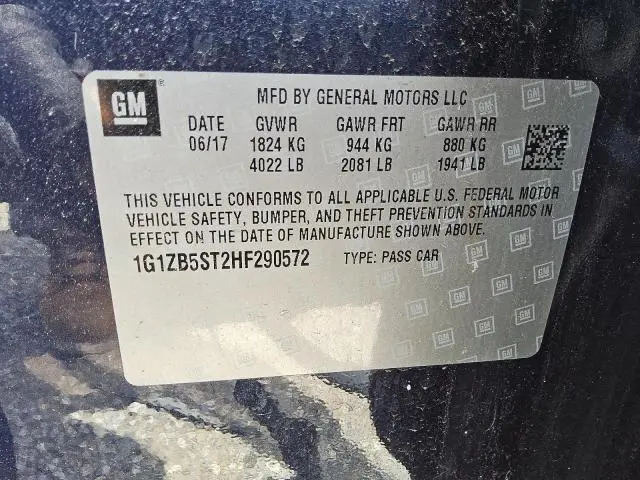 GM ®
MFD BY GENERAL MOTORS LLC
DATE GVWR GAWR FRT GAWR RR
06/17 1824 KG 944 KG 880 KG
4022 LB 2081 LB 1941 LB
THIS VEHICLE CONFORMS TO ALL APPLICABLE U.S. FEDERAL MOTOR
VEHICLE SAFETY, BUMPER, AND THEFT PREVENTION STANDARDS IN
EFFECT ON THE DATE OF MANUFACTURE SHOWN ABOVE.
1G1ZB5ST2HF290572 TYPE: PASS CAR